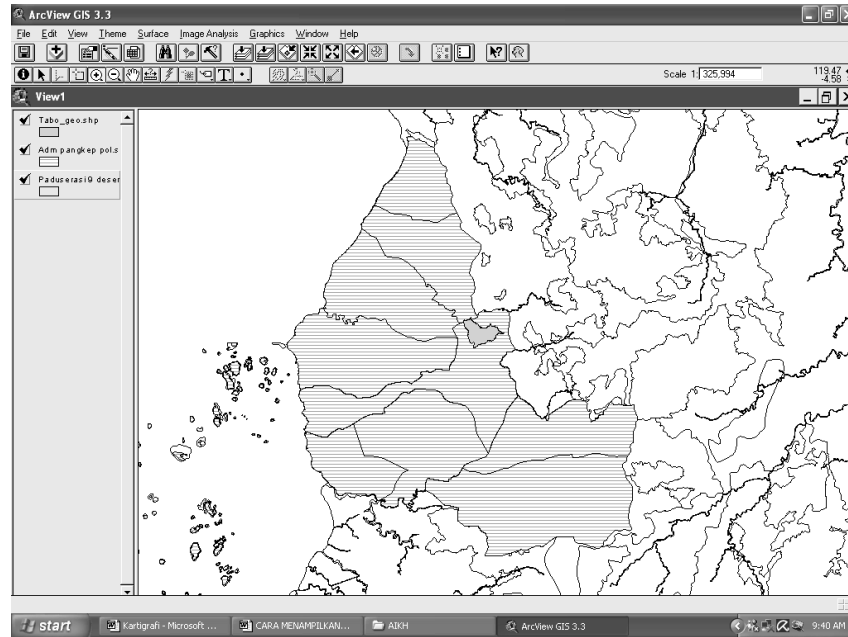 ArcView GIS 3.3
File Edit View Theme Surface Image Analysis Graphics Window Help
Scale 1: 325,994
119.47
-4.58
View1
Tabo_geo.shp
Adm pangkep pol.s
Paduserasi9 deser
start
Kartigrafi - Microsoft ...
CARA MENAMPILKAN...
AIKH
ArcView GIS 3.3
9:40 AM